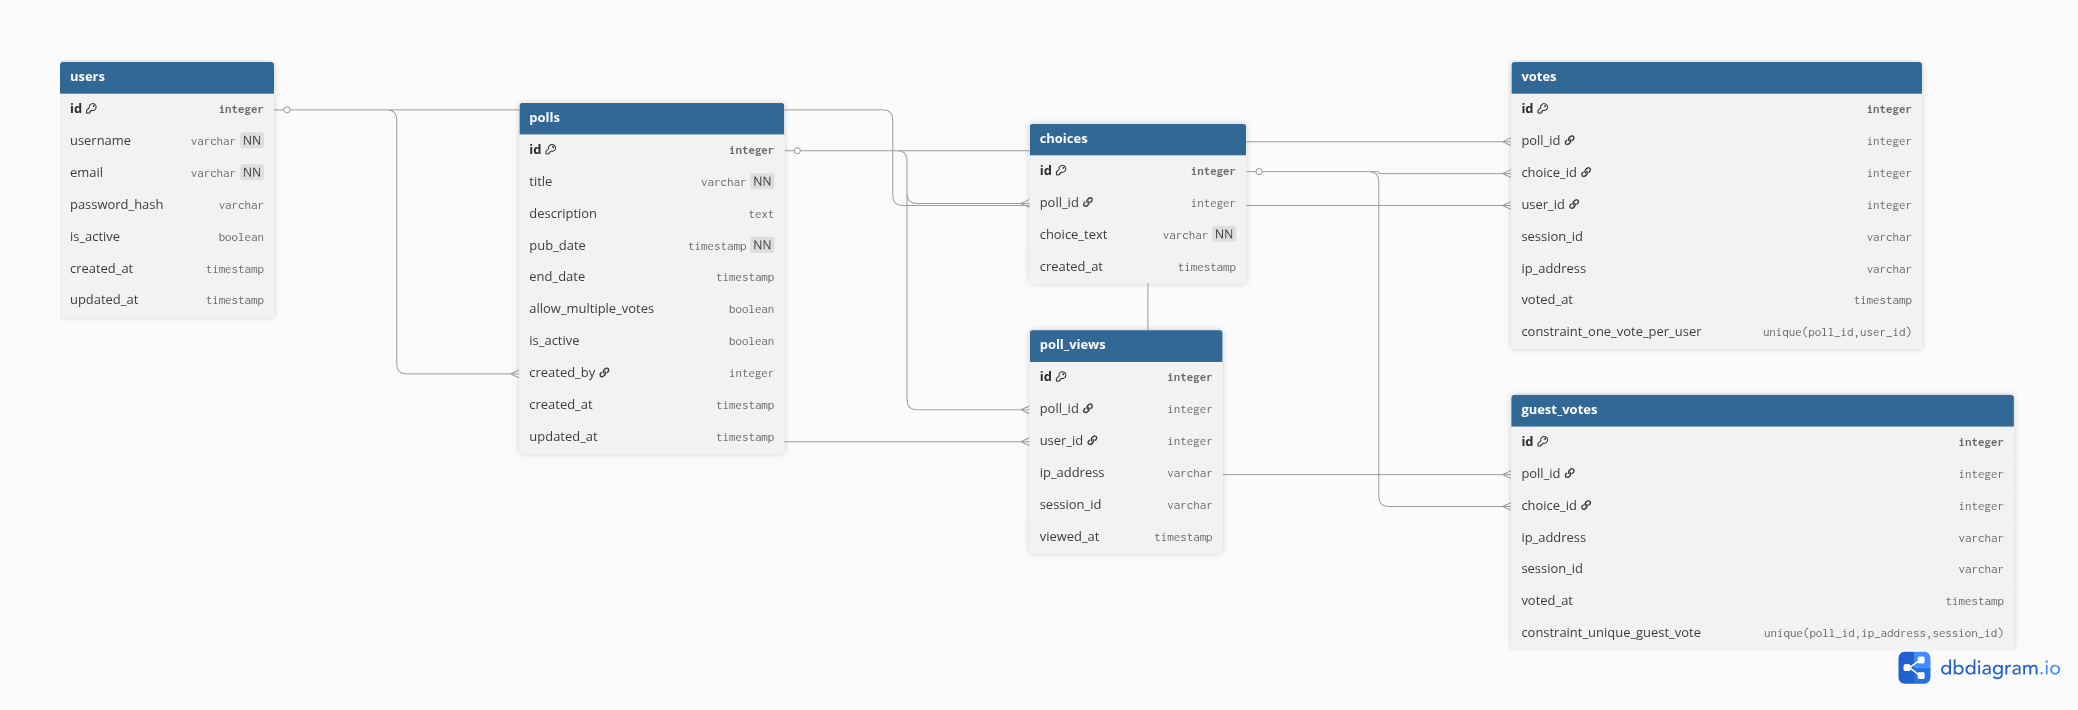 users
id integer
username varchar NN
email varchar NN
password_hash varchar
is_active boolean
created_at timestamp
updated_at timestamp
polls
id integer
title varchar NN
description text
pub_date timestamp NN
end_date timestamp
allow_multiple_votes boolean
is_active boolean
created_by integer
created_at timestamp
updated_at timestamp
choices
id integer
poll_id integer
choice_text varchar NN
created_at timestamp
poll_views
id integer
poll_id integer
user_id integer
ip_address varchar
session_id varchar
viewed_at timestamp
votes
id integer
poll_id integer
choice_id integer
user_id integer
session_id varchar
ip_address varchar
voted_at timestamp
constraint_one_vote_per_user unique(poll_id,user_id)
guest_votes
id integer
poll_id integer
choice_id integer
ip_address varchar
session_id varchar
voted_at timestamp
constraint_unique_guest_vote unique(poll_id,ip_address,session_id)
dbdiagram.io